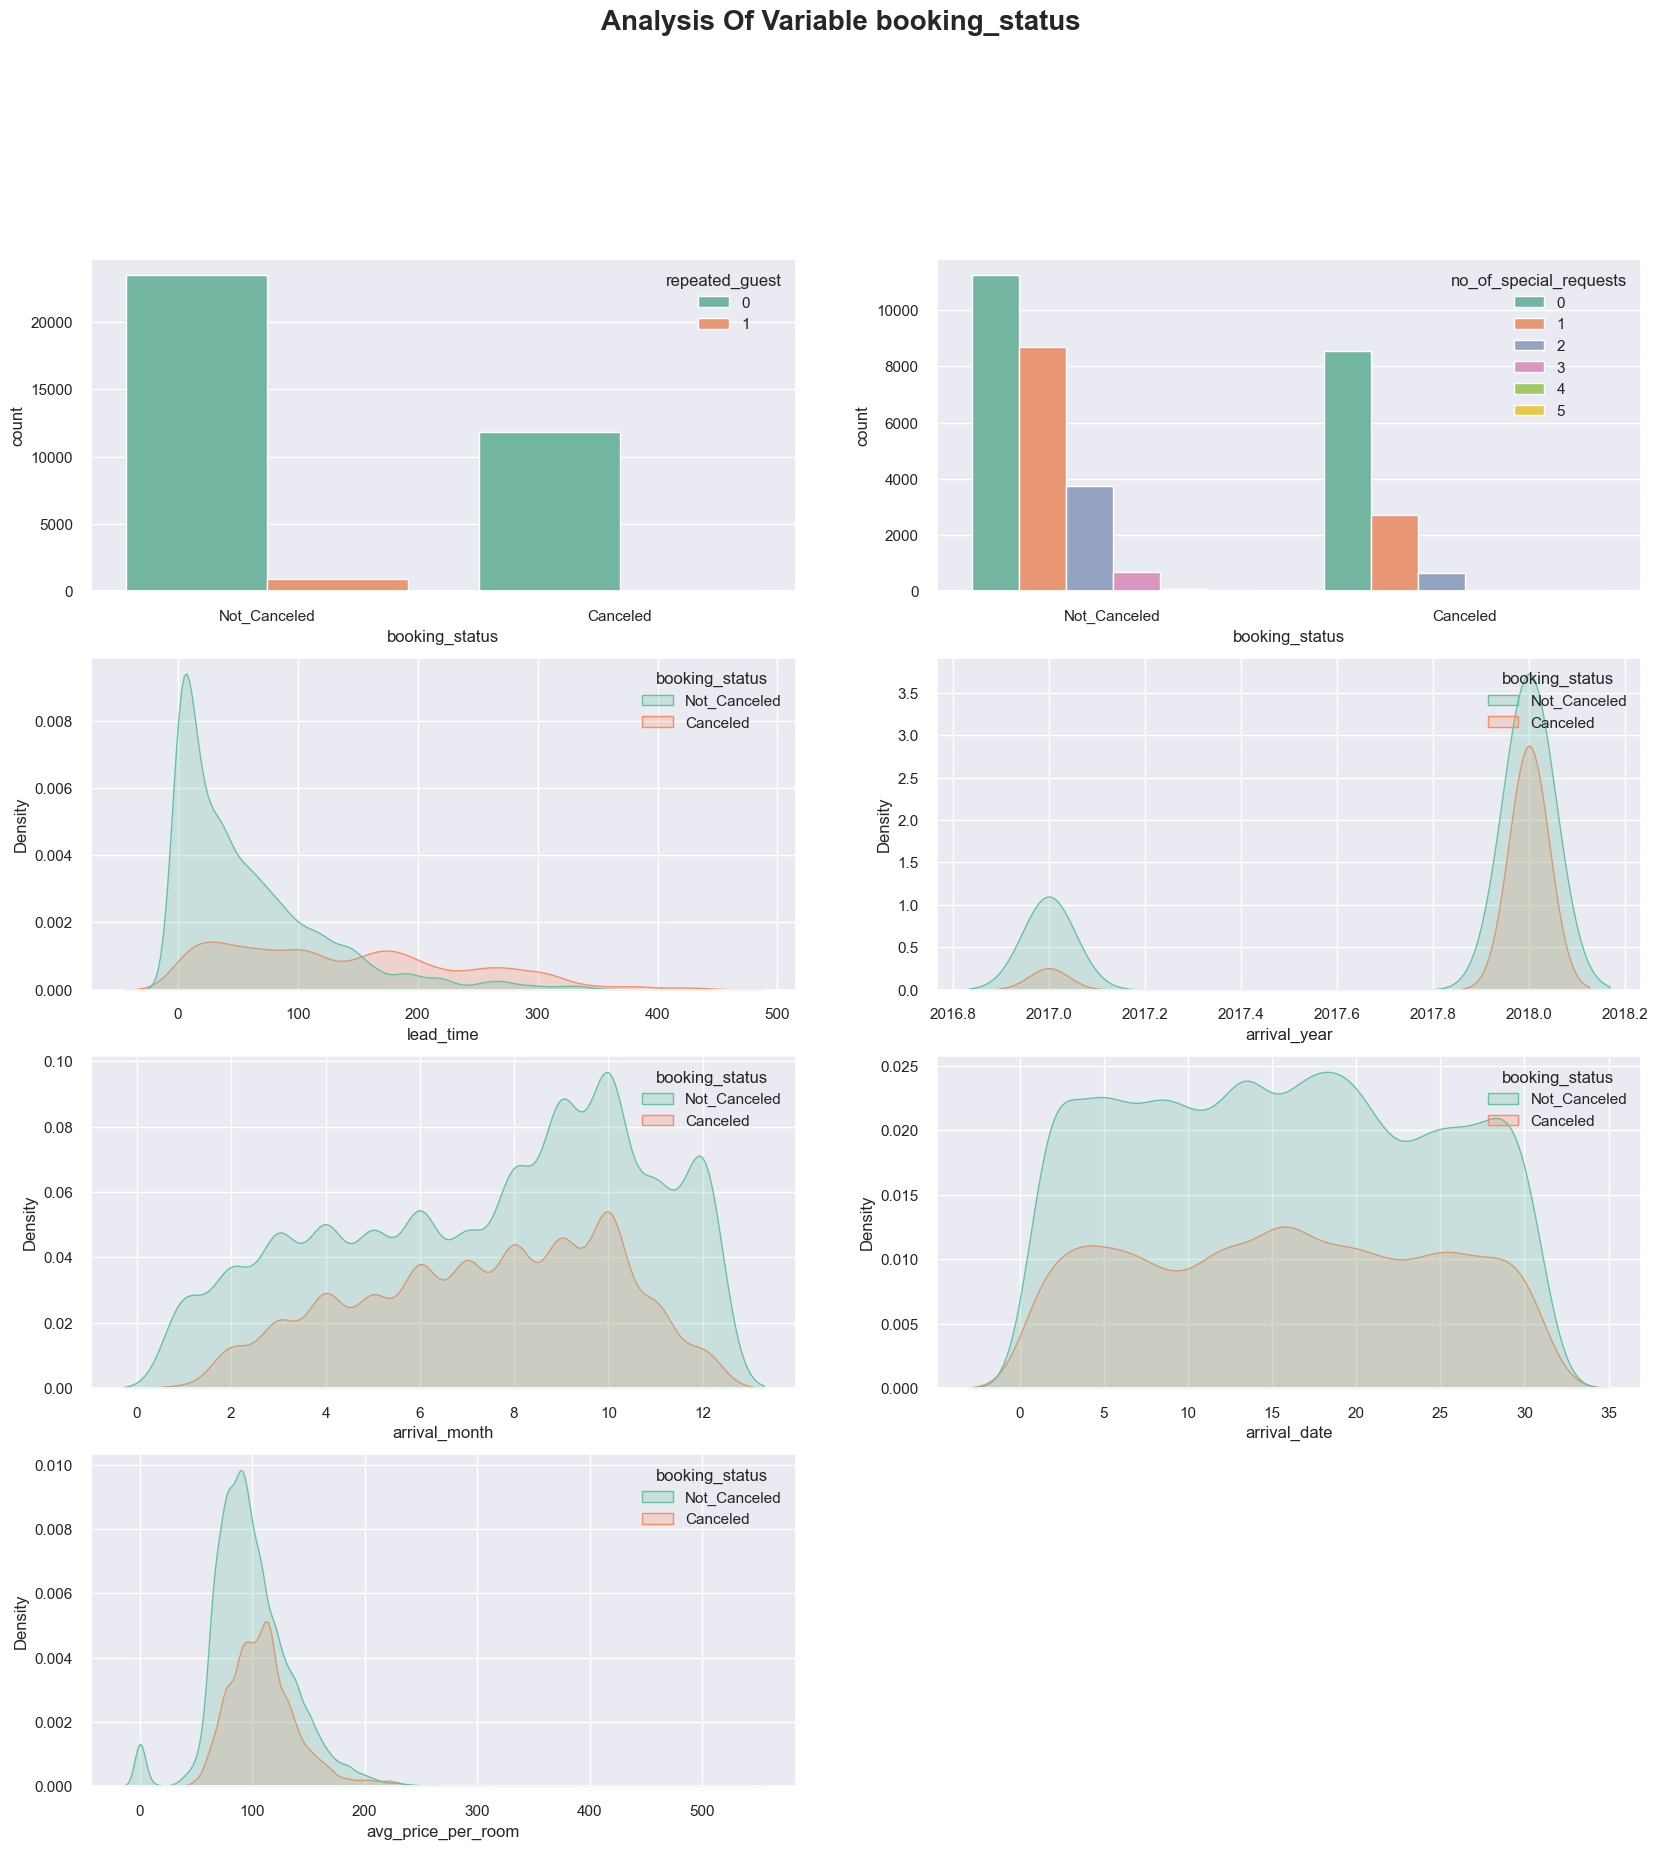 Analysis Of Variable booking_status
count
20000
15000
10000
5000
0
repeated_guest
0
1
Not_Canceled Canceled
booking_status
count
10000
8000
6000
4000
2000
0
no_of_special_requests
0
1
2
3
4
5
Not_Canceled Canceled
booking_status
Density
0.008
0.006
0.004
0.002
0.000
booking_status
Not_Canceled
Canceled
0 100 200 300 400 500
lead_time
Density
3.5
3.0
2.5
2.0
1.5
1.0
0.5
0.0
booking_status
Not_Canceled
Canceled
2016.8 2017.0 2017.2 2017.4 2017.6 2017.8 2018.0 2018.2
arrival_year
Density
0.10
0.08
0.06
0.04
0.02
0.00
booking_status
Not_Canceled
Canceled
0 2 4 6 8 10 12
arrival_month
Density
0.025
0.020
0.015
0.010
0.005
0.000
booking_status
Not_Canceled
Canceled
0 5 10 15 20 25 30 35
arrival_date
Density
0.010
0.008
0.006
0.004
0.002
0.000
booking_status
Not_Canceled
Canceled
0 100 200 300 400 500
avg_price_per_room